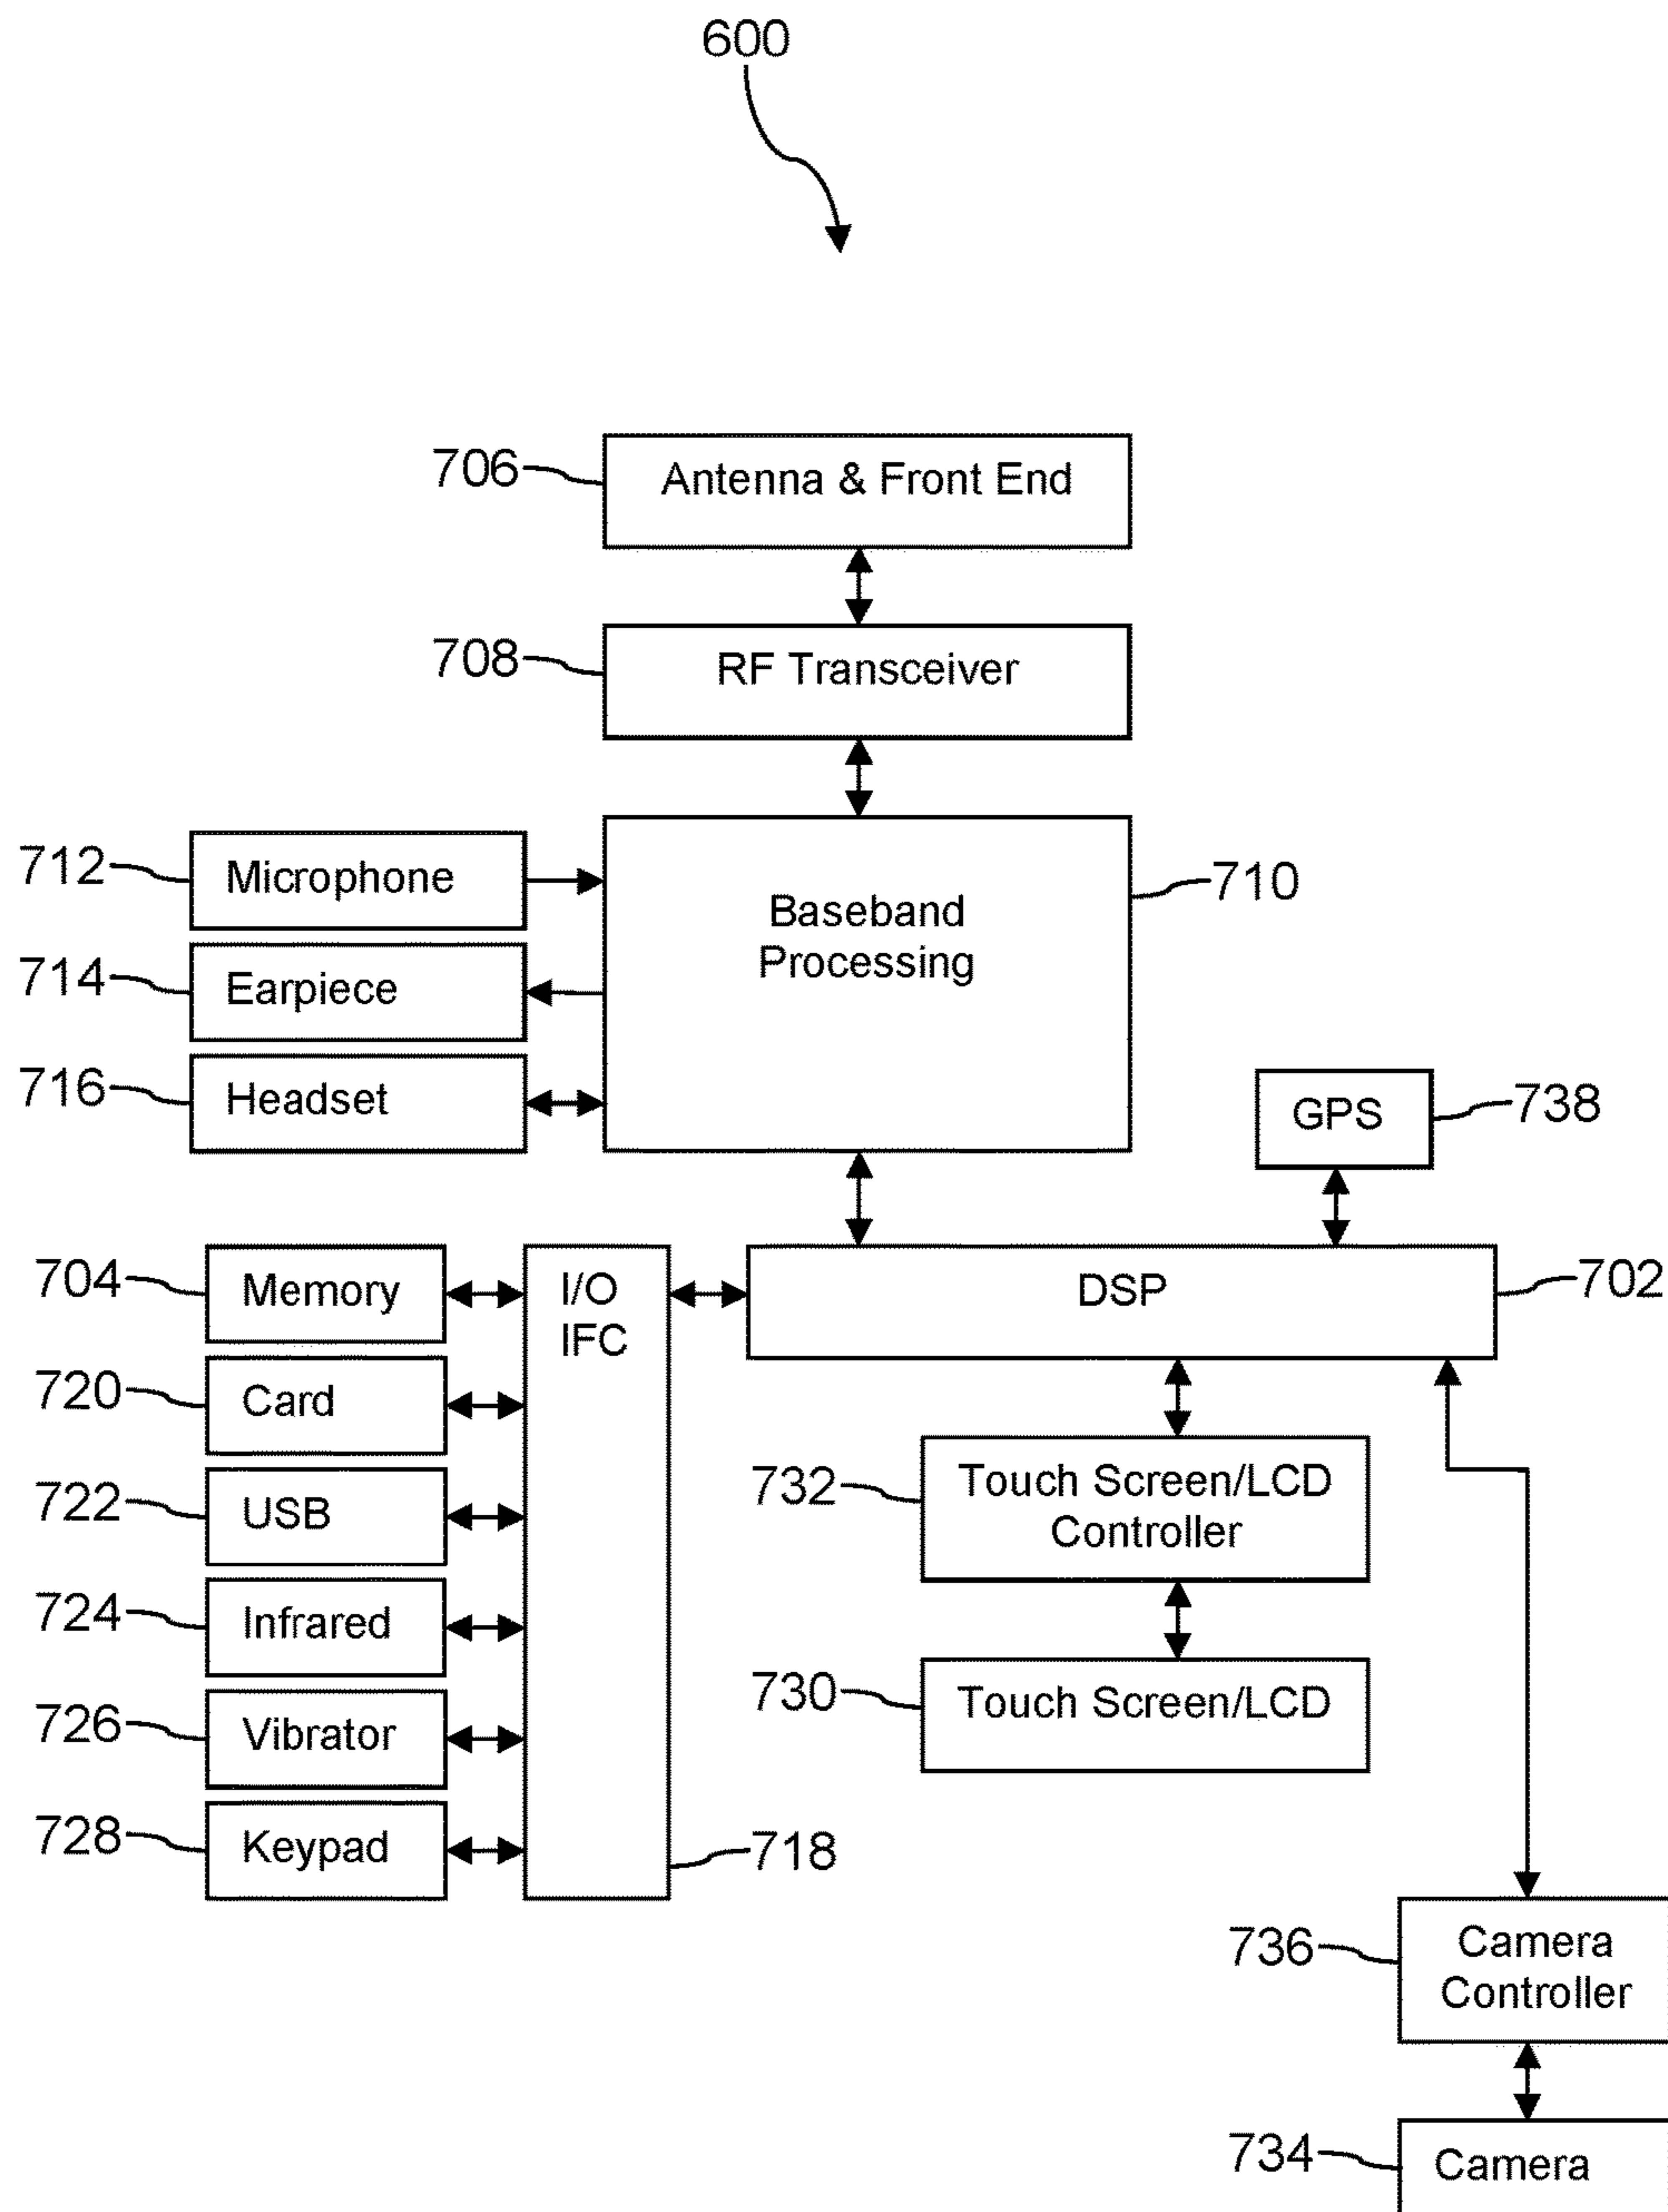 600
706
Antenna & Front End
708
RF Transceiver
712
Microphone
Baseband
Processing
710
714
Earpiece
716
Headset
GPS
738
704
Memory
I/O
IFC
DSP
702
720
Card
722
USB
732
Touch Screen/LCD
Controller
724
Infrared
730
Touch Screen/LCD
726
Vibrator
728
Keypad
718
736
Camera
Controller
734
Camera